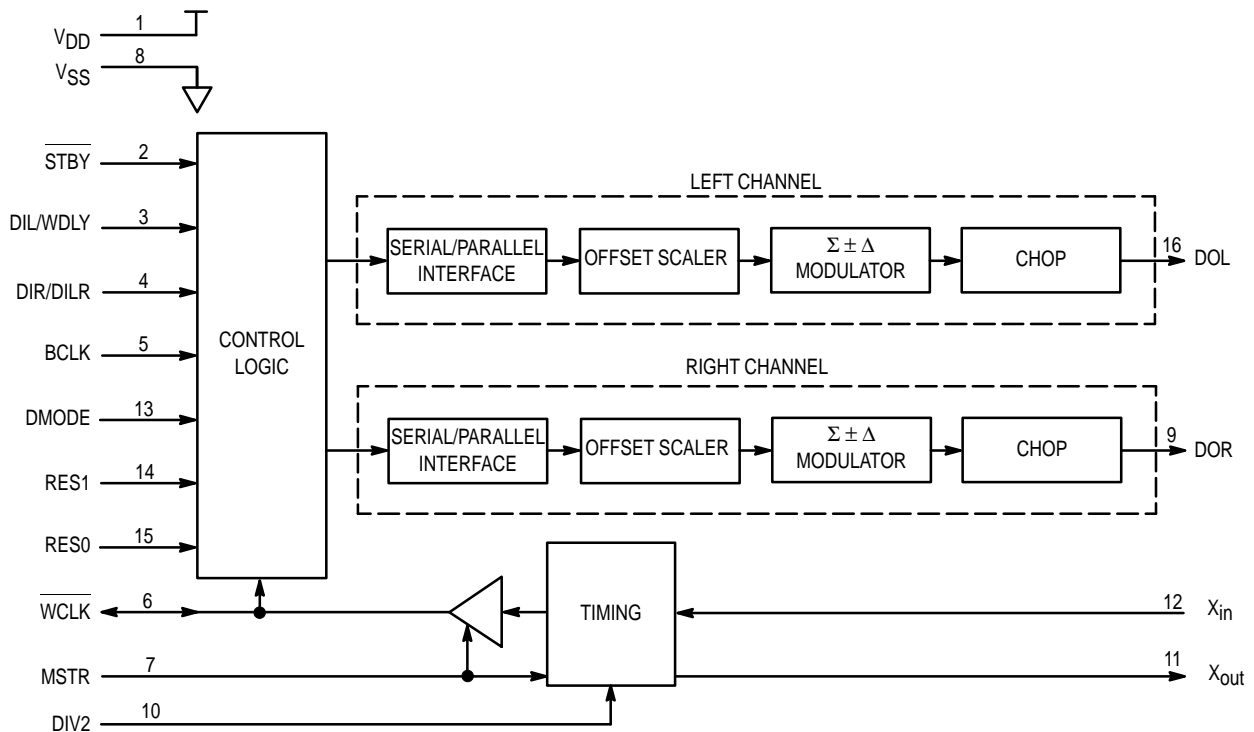 1
VDD
8
VSS
STBY
2
DIL/WDLY
3
DIR/DILR
4
BCLK
5
DMODE
13
RES1
14
RES0
15
WCLK
6
MSTR
7
DIV2
10
CONTROL
LOGIC
LEFT CHANNEL
SERIAL/PARALLEL
INTERFACE
OFFSET SCALER
Σ ± Δ
MODULATOR
CHOP
16
DOL
RIGHT CHANNEL
SERIAL/PARALLEL
INTERFACE
OFFSET SCALER
Σ ± Δ
MODULATOR
CHOP
9
DOR
TIMING
12
Xin
11
Xout